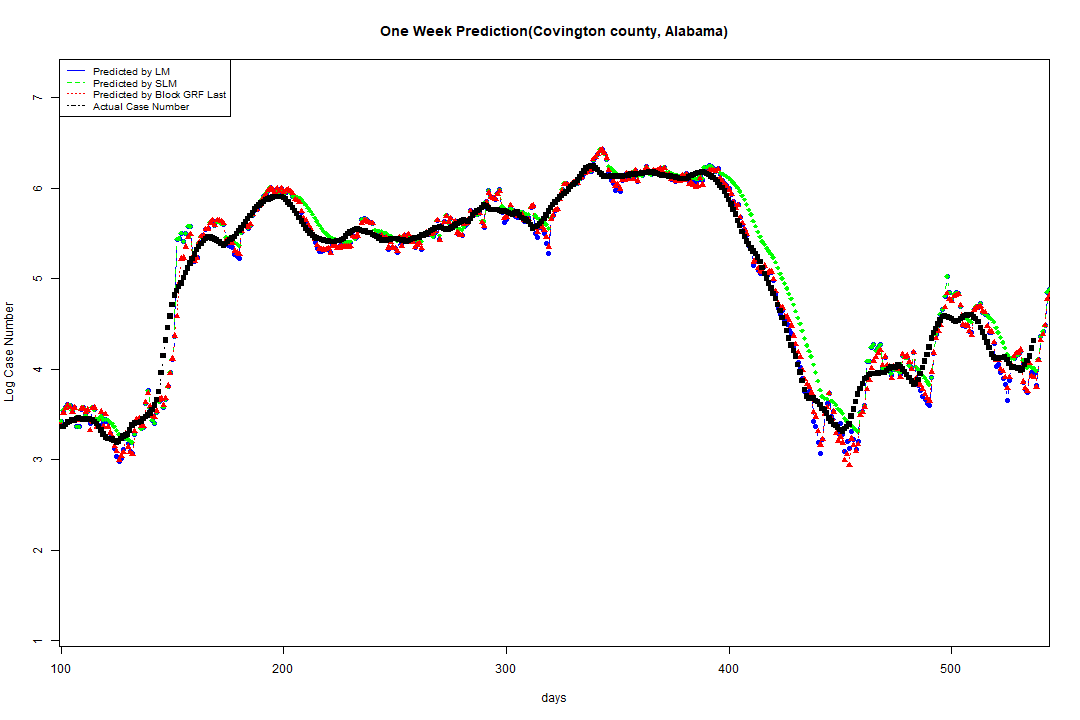 One Week Prediction(Covington county, Alabama)
Predicted by LM
Predicted by SLM
Predicted by Block GRF Last
Actual Case Number
7
6
5
4
3
2
1
Log Case Number
100 200 300 400 500
days